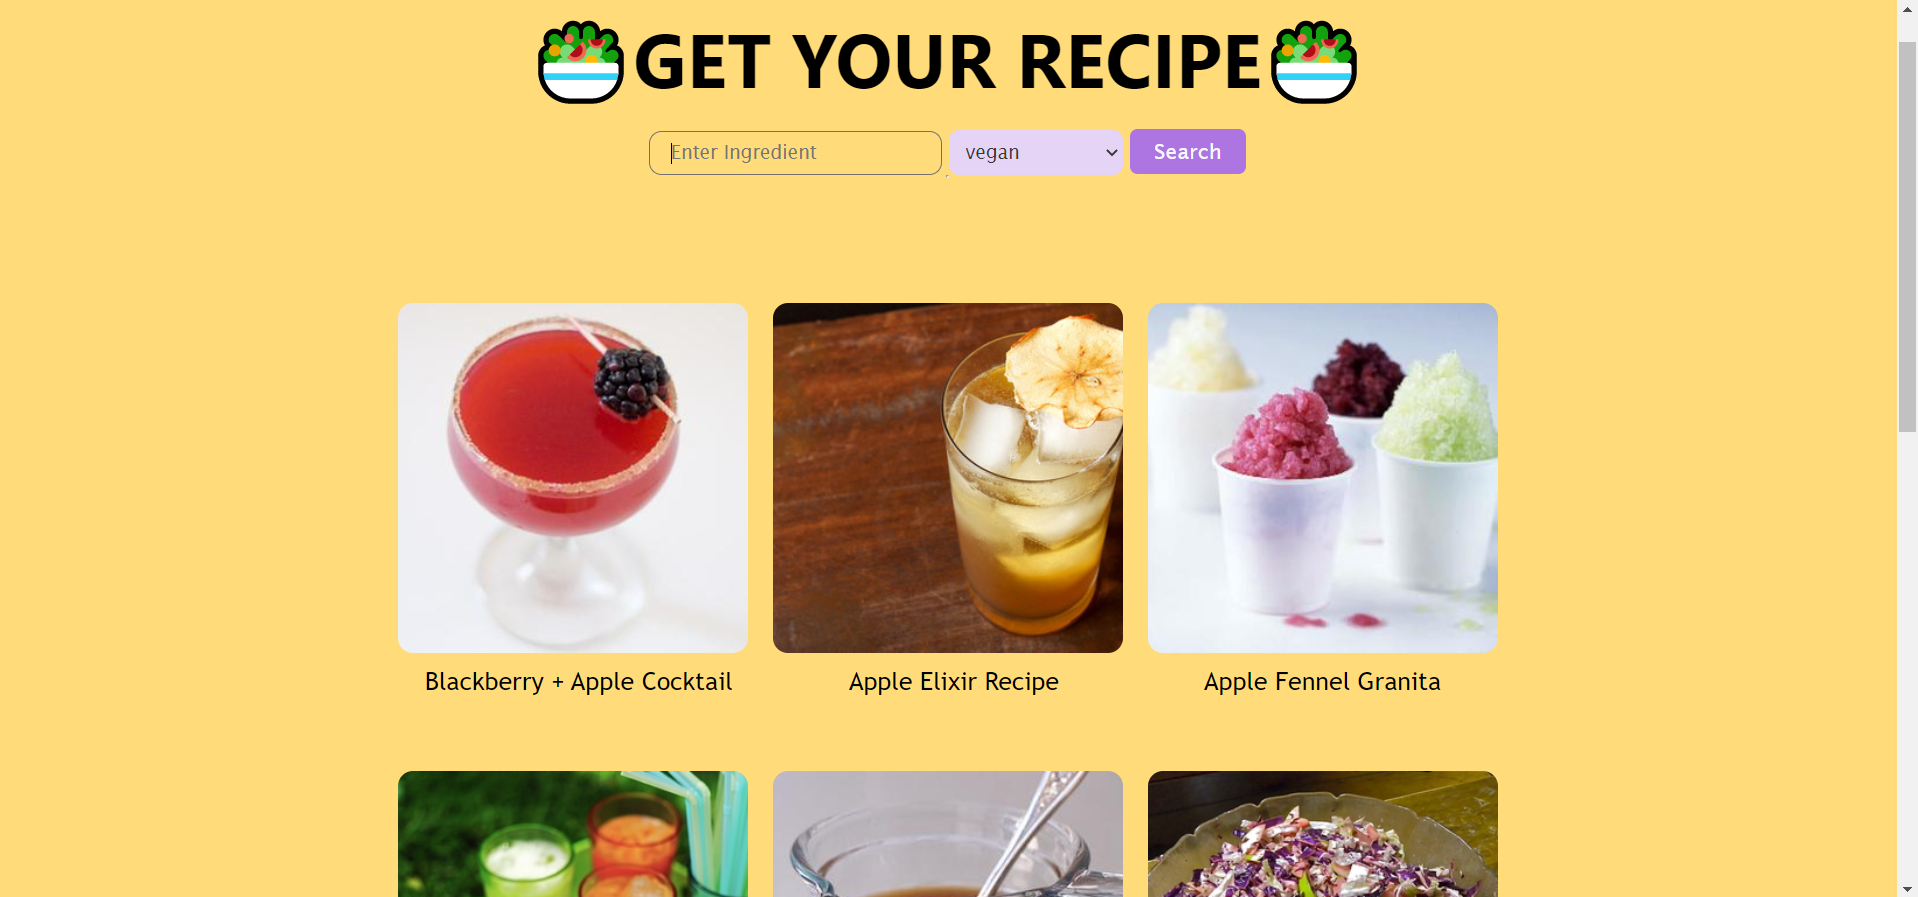 GET YOUR RECIPE
Enter Ingredient
vegan
Search
Blackberry + Apple Cocktail
Apple Elixir Recipe
Apple Fennel Granita